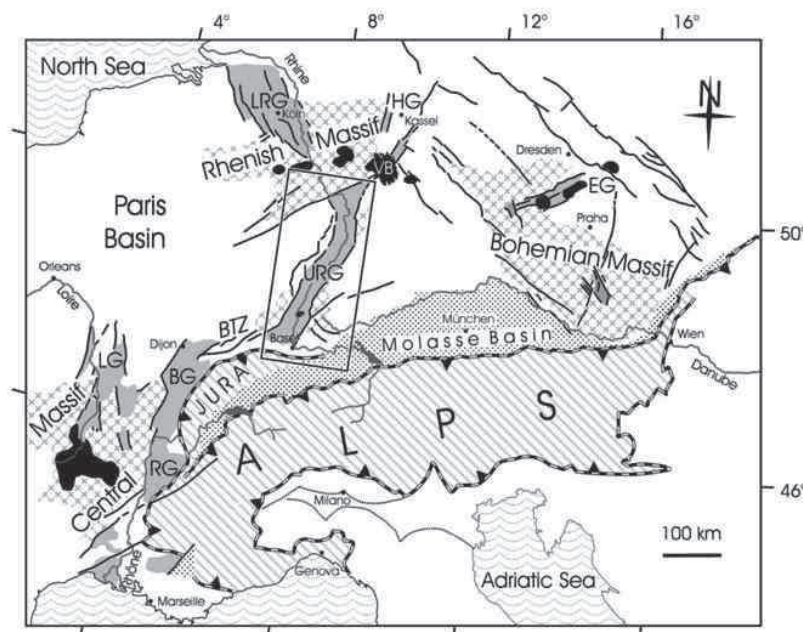 4°
8°
12°
16°
North Sea
Rhine
LRG
Köln
HG
Kassel
N
Rhenish Massif
VB
Dresden
EG
Paris
Basin
Praha
50°
Bohemian Massif
Orleans
Loire
URG
München
BTZ
Dijon
Basel
Molasse Basin
Wien
Danube
LG
BG
JURA
Massif
Central
RG
ALPS
46°
Milano
100 km
Rhône
Genova
Marseille
Adriatic Sea